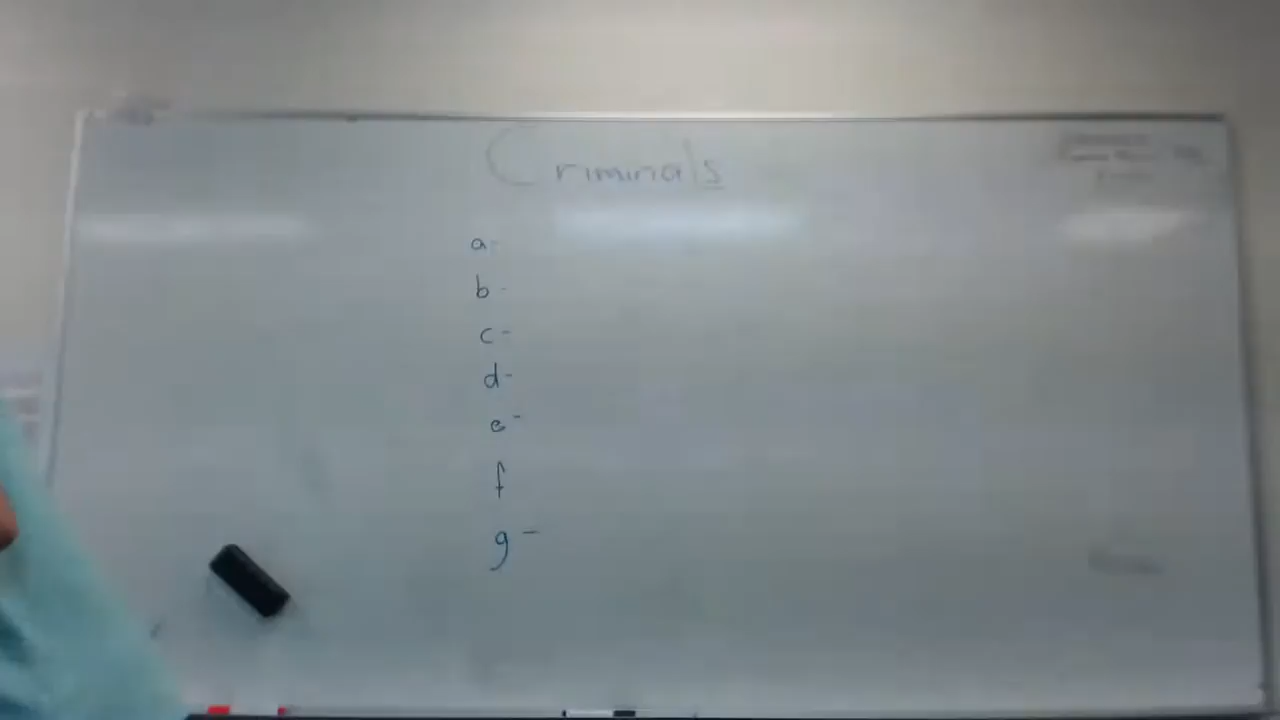 Criminals
a-
b-
c-
d-
e-
f
g-